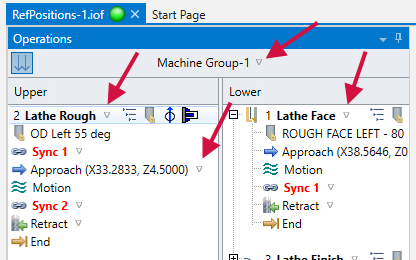 RefPositions-1.iof Start Page
Operations
Machine Group-1
Upper
2 Lathe Rough
OD Left 55 deg
Sync 1
Approach (X33.2833, Z4.5000)
Motion
Sync 2
Retract
End
Lower
1 Lathe Face
ROUGH FACE LEFT - 80
Approach (X38.5646, Z0
Motion
Sync 1
Retract
End
3 Lathe Finish